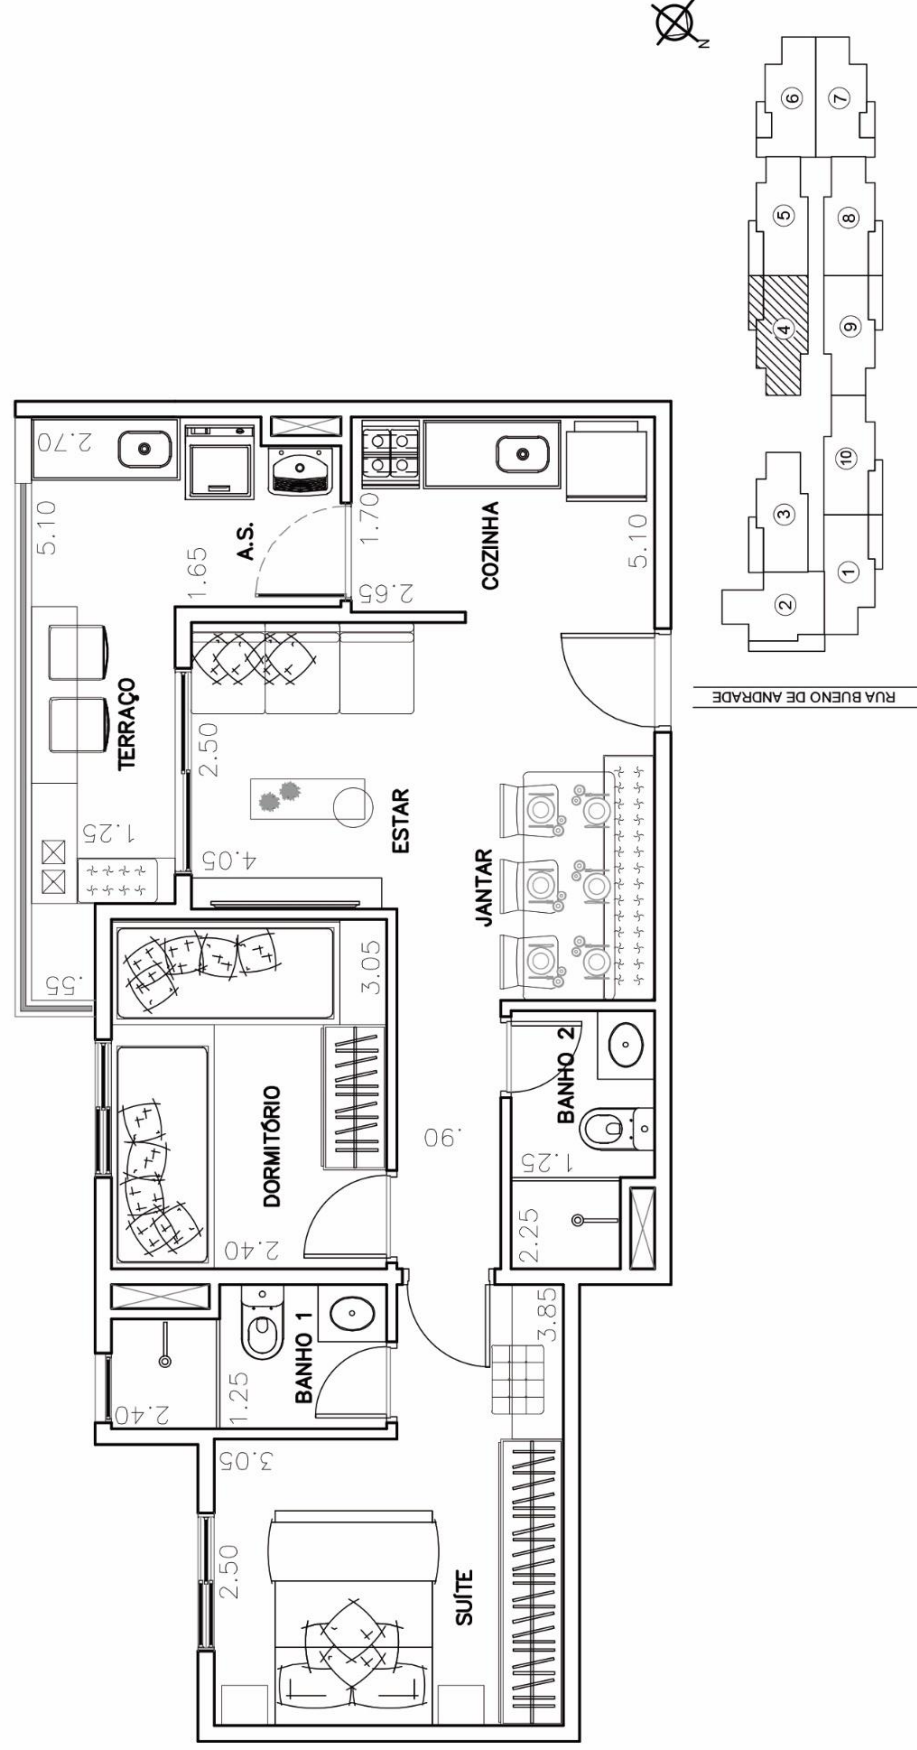 N
6
7
5
8
4
9
3
10
2
1
RUA BUENO DE ANDRADE
2.70
5.10
1.65
A.S.
1.70
2.65
COZINHA
5.10
TERRAÇO
1.25
2.50
4.05
ESTAR
JANTAR
.55
3.05
DORMITÓRIO
2.40
.90
BANHO 2
1.25
2.25
BANHO 1
1.25
2.40
3.85
3.05
2.50
SUÍTE